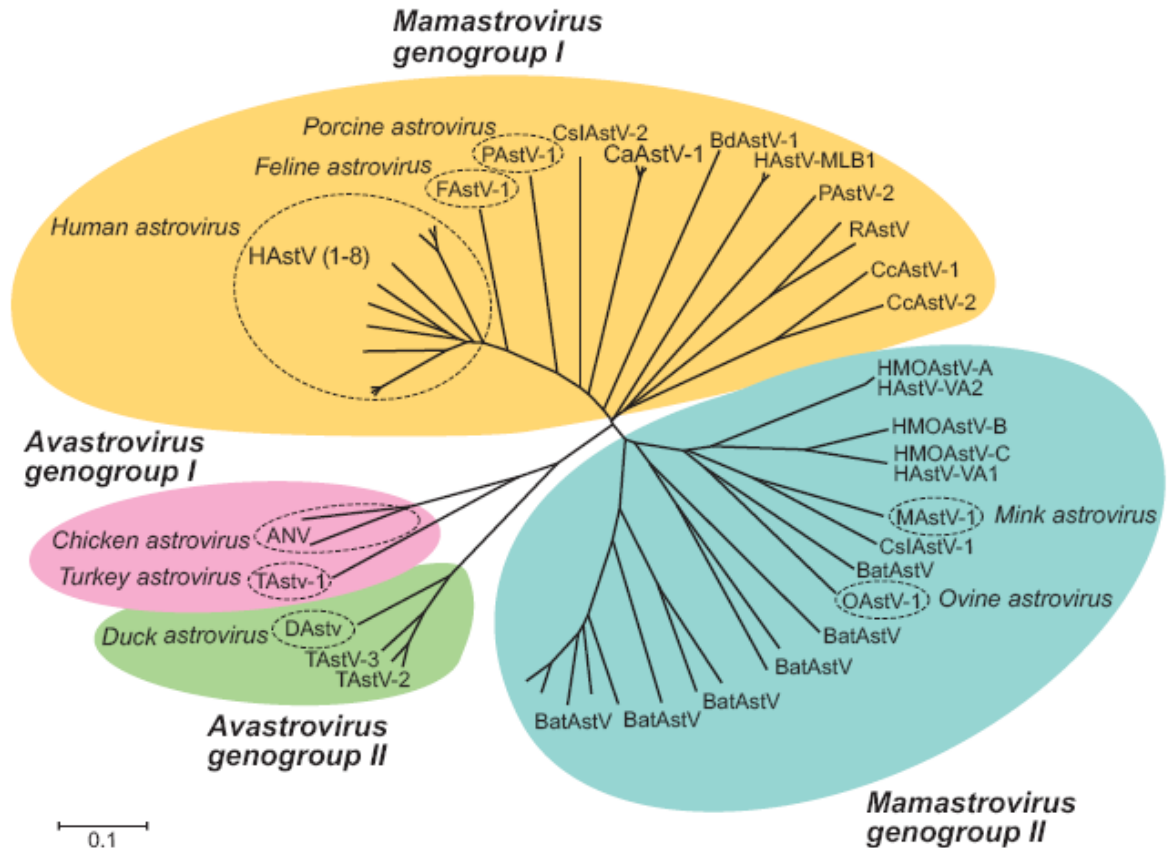 Mamastrovirus
genogroup I
Porcine astrovirus
CslAstV-2
BdAstV-1
PAstV-1
CaAstV-1
HAstV-MLB1
Feline astrovirus
FAstV-1
PAstV-2
Human astrovirus
RAstV
HAstV (1-8)
CcAstV-1
CcAstV-2
HMOAstV-A
HAstV-VA2
HMOAstV-B
Avastrovirus
genogroup I
HMOAstV-C
HAstV-VA1
MAstV-1
Mink astrovirus
Chicken astrovirus
ANV
CslAstV-1
BatAstV
Turkey astrovirus
TAstv-1
OAstV-1
Ovine astrovirus
Duck astrovirus
DAstv
BatAstV
TAstV-3
BatAstV
TAstV-2
BatAstV
BatAstV
BatAstV
Avastrovirus
genogroup II
Mamastrovirus
genogroup II
0.1